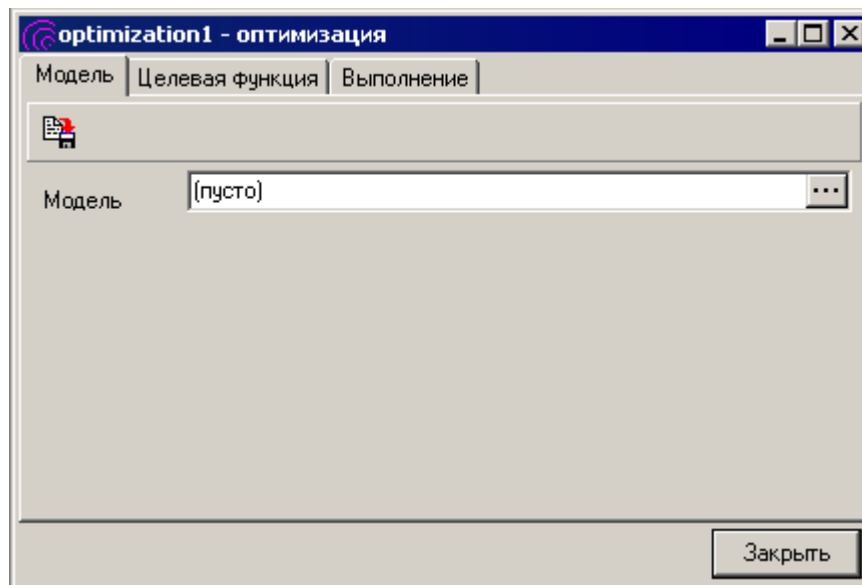 optimization1 - оптимизация
Модель Целевая функция Выполнение
Модель (пусто) ...
Закрыть